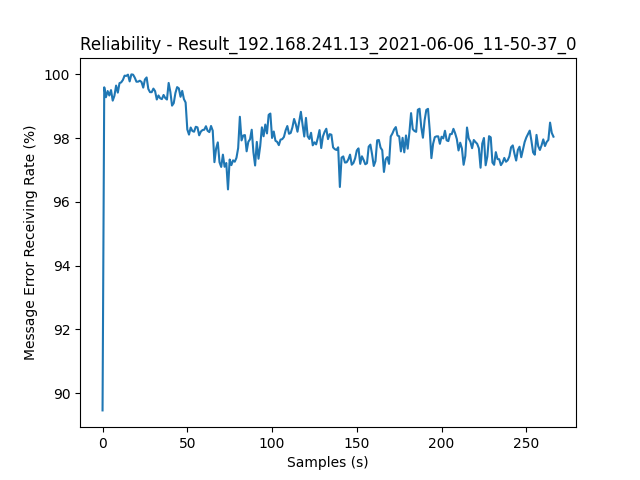 Reliability - Result_192.168.241.13_2021-06-06_11-50-37_0
Message Error Receiving Rate (%)
100
98
96
94
92
90
0 50 100 150 200 250
Samples (s)